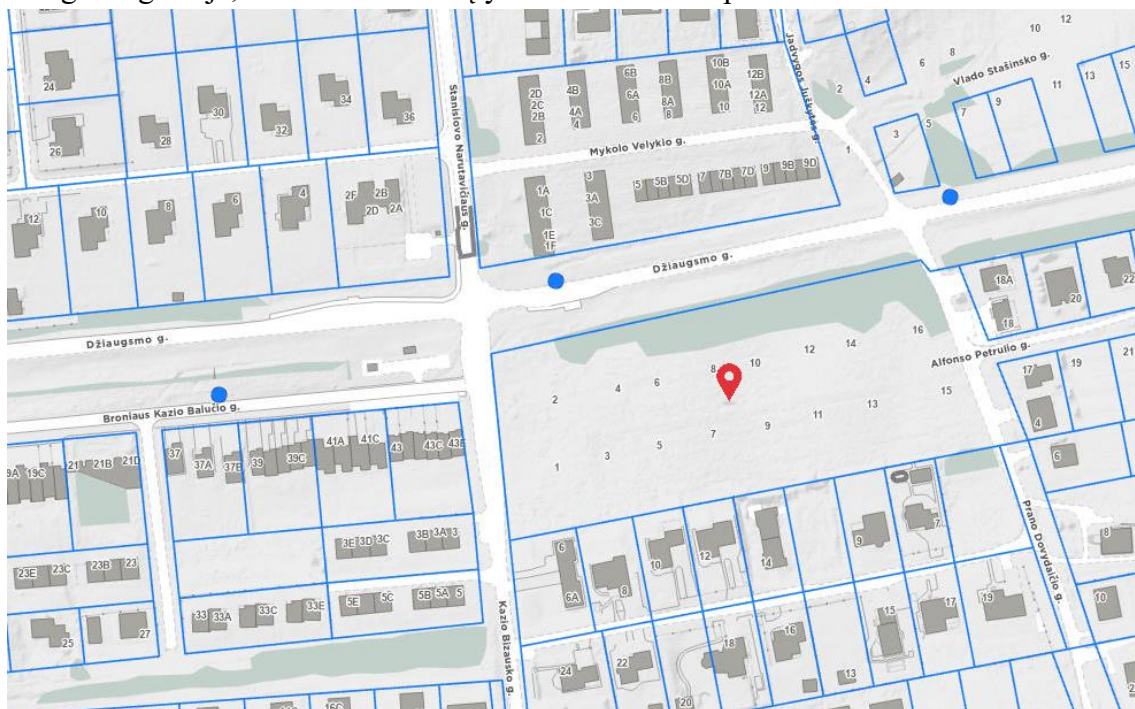 Stanislovo Narutavičiaus g.
Jadvygos Juškytės g.
Vlado Stašinsko g.
12
10
8
6
4
2
15
13
11
9
7
5
3
1
24
26
28
30
32
34
36
2D
2C
2B
2
4B
4A
4
6B
6A
6
8B
8A
8
10B
10A
10
12B
12A
12
Mykolo Velykio g.
12
10
8
6
4
2F
2B
2D
2A
1A
1C
1E
1F
3
3A
3C
5
5B
5D
7
7B
7D
9
9B
9D
Džiaugsmo g.
Džiaugsmo g.
18A
18
20
22
Alfonso Petrulio g.
17
19
21
4
6
8
10
2
4
6
8
10
12
14
16
1
3
5
7
9
11
13
15
Broniaus Kazio Balučio g.
9A
19C
21
21B
21D
37
37A
37B
39
39C
41A
41C
43
43C
43E
23E
23C
23B
23
3E
3D
3C
3B
3A
3
33
33A
33C
33E
5E
5C
5B
5A
5
25
27
Kazio Bizausko g.
6
6A
8
10
12
14
9
7
24
22
20
18
16
13
15
17
19
Prano Dovydaičio g.
16C